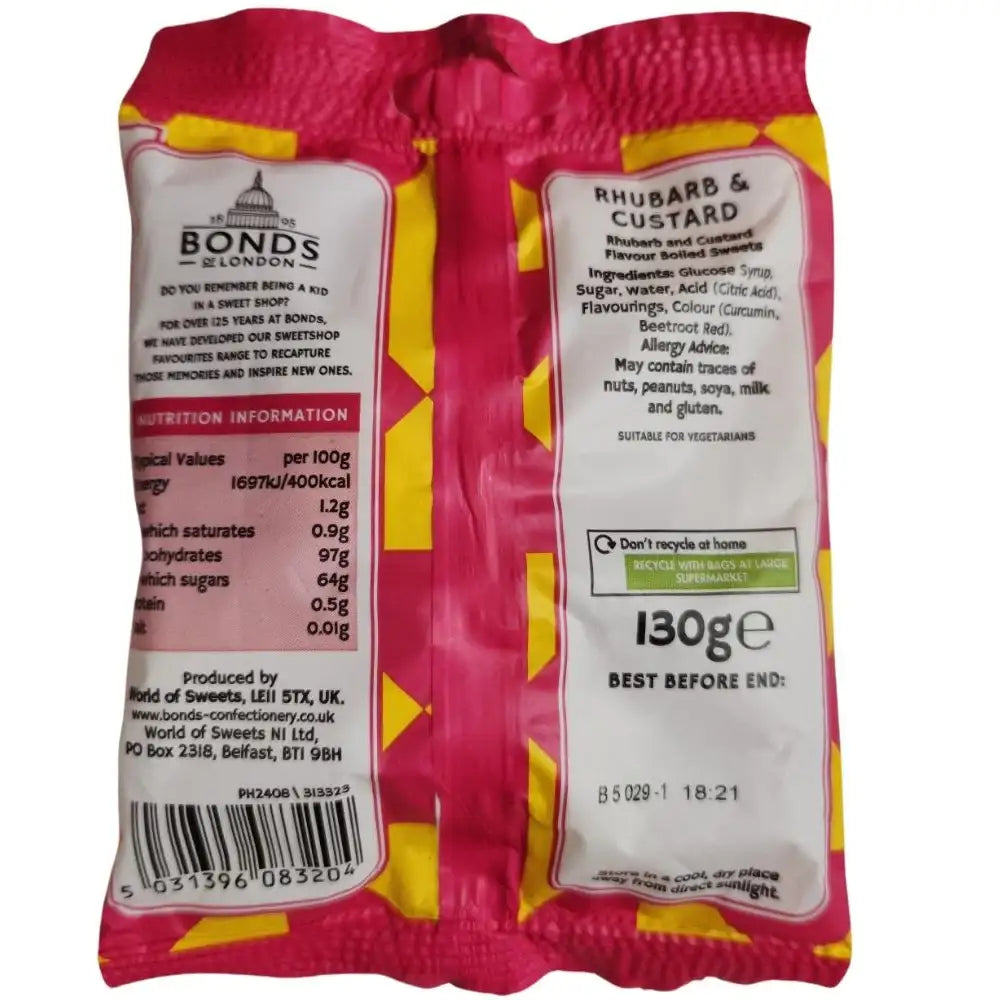 18 95
BONDS
OF LONDON
DO YOU REMEMBER BEING A KID
IN A SWEET SHOP?
FOR OVER 125 YEARS AT BONDS,
WE HAVE DEVELOPED OUR SWEETSHOP
FAVOURITES RANGE TO RECAPTURE
THOSE MEMORIES AND INSPIRE NEW ONES.
NUTRITION INFORMATION
Values per 100g
1697kJ/400kcal
1.2g
which saturates 0.9g
97g
which sugars 64g
0.5g
0.01g
Produced by
World of Sweets, LE11 5TX, UK.
www.bonds-confectionery.co.uk
World of Sweets NI Ltd,
PO Box 2318, Belfast, BT1 9BH
PH2408 \ 313323
5 031396 083204
RHUBARB &
CUSTARD
Rhubarb and Custard
Flavour Boiled Sweets
Ingredients: Glucose Syrup,
Sugar, Water, Acid (Citric Acid),
Flavourings, Colour (Curcumin,
Beetroot Red).
Allergy Advice:
May contain traces of
nuts, peanuts, soya, milk
and gluten.
SUITABLE FOR VEGETARIANS
Don't recycle at home
RECYCLE WITH BAGS AT LARGE
SUPERMARKET
130g e
BEST BEFORE END:
B5029-1 18:21
Store in a cool, dry place
away from direct sunlight.